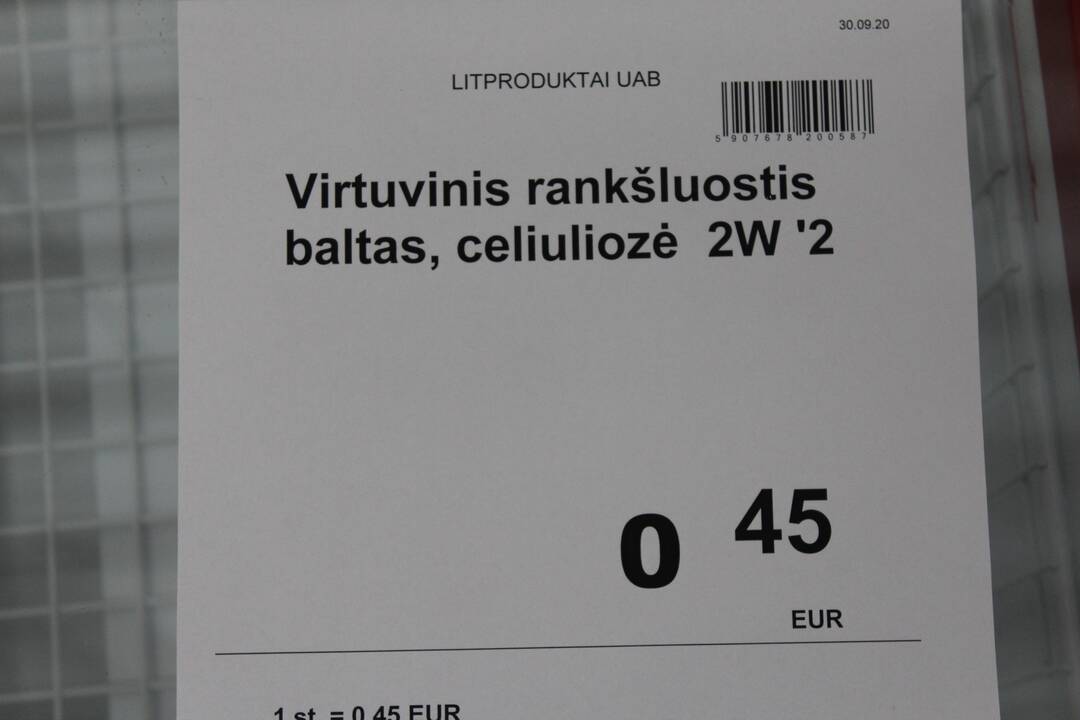 30.09.20
LITPRODUKTAI UAB
5907678200587
Virtuvinis rankšluostis
baltas, celiuliozė 2W '2
0 45
EUR
1 st. = 0.45 EUR